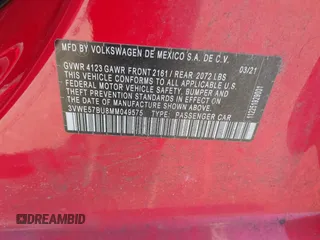 MFD BY VOLKSWAGEN DE MEXICO S.A. DE C.V.
03/21
GVWR 4123 GAWR FRONT 2161 / REAR 2072 LBS
THIS VEHICLE CONFORMS TO ALL APPLICABLE
FEDERAL MOTOR VEHICLE SAFETY, BUMPER AND
THEFT PREVENTION STANDARDS IN EFFECT ON
THE DATE OF MANUFACTURE SHOWN ABOVE.
3VWE57BU8MM049575 TYPE: PASSENGER CAR
DREAMBID